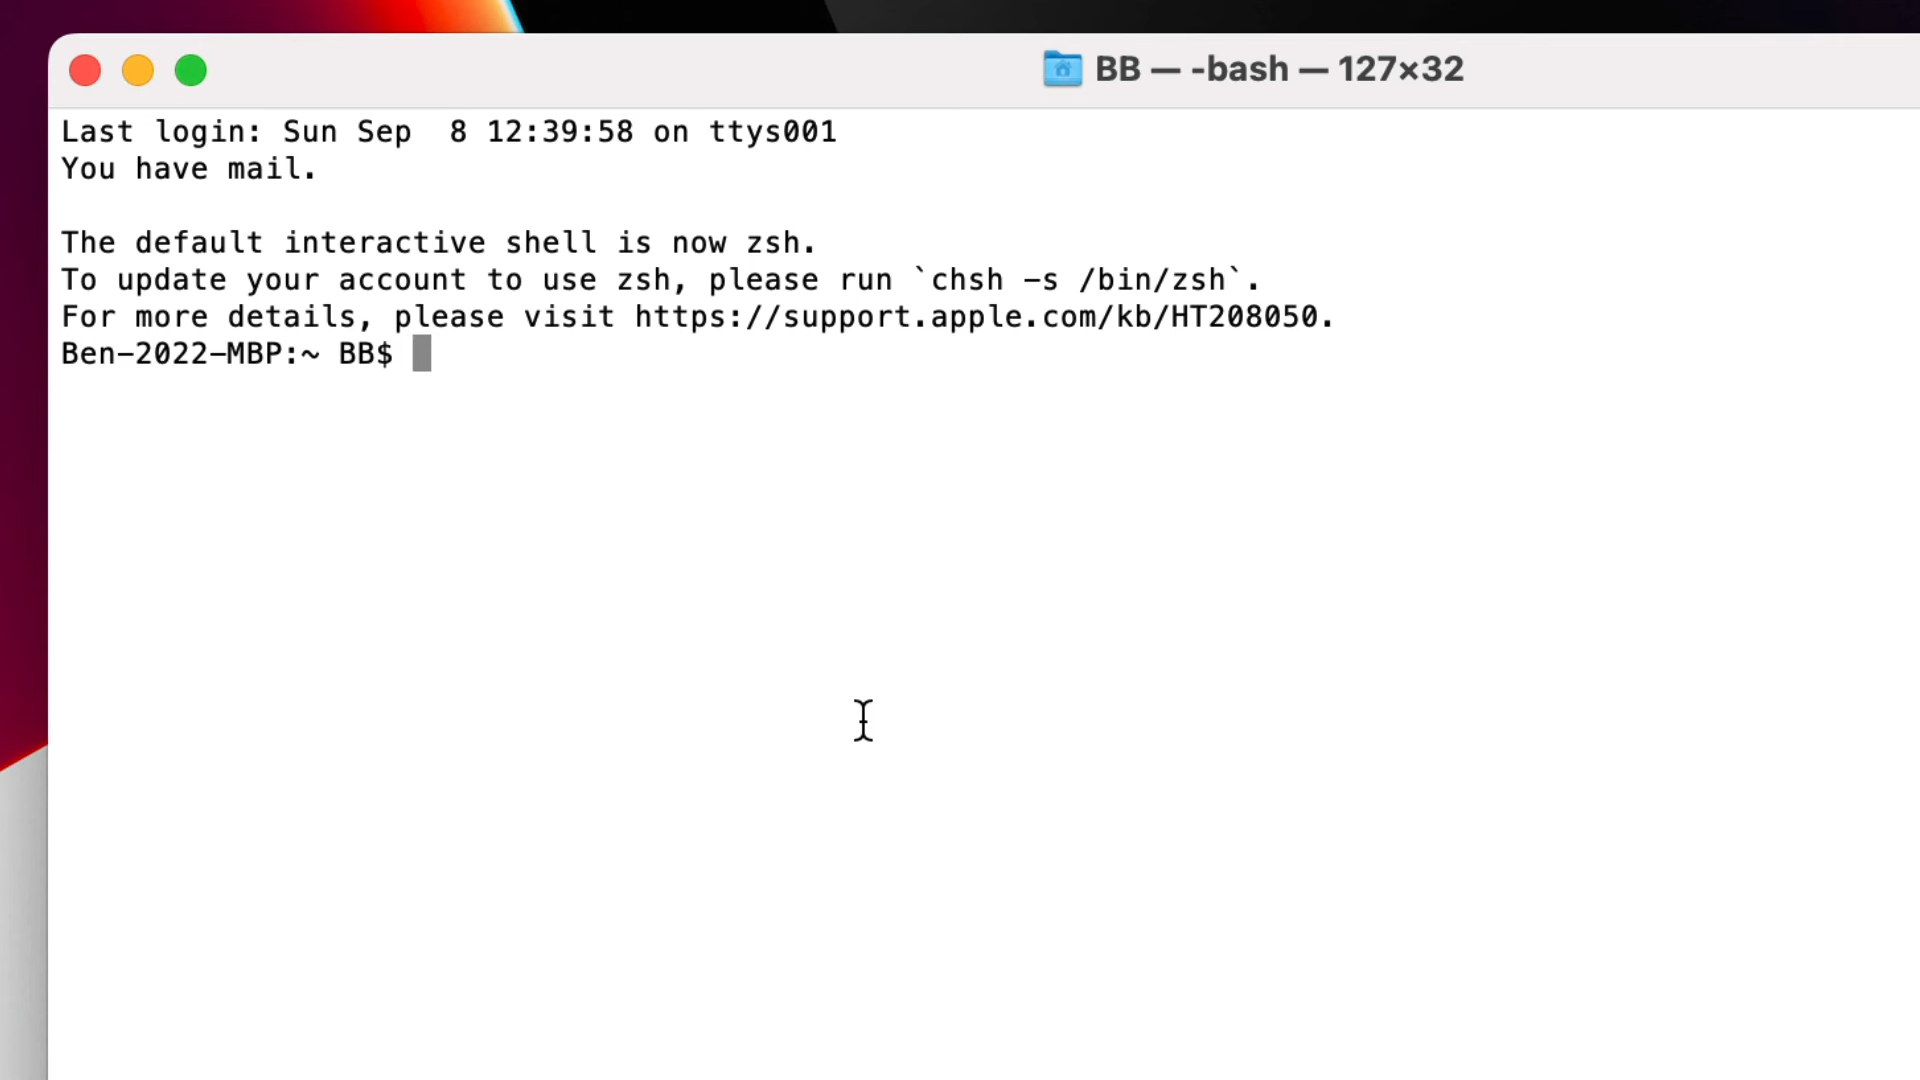 BB — -bash — 127×32
Last login: Sun Sep  8 12:39:58 on ttys001
You have mail.
The default interactive shell is now zsh.
To update your account to use zsh, please run `chsh -s /bin/zsh`.
For more details, please visit https://support.apple.com/kb/HT208050.
Ben-2022-MBP:~ BB$